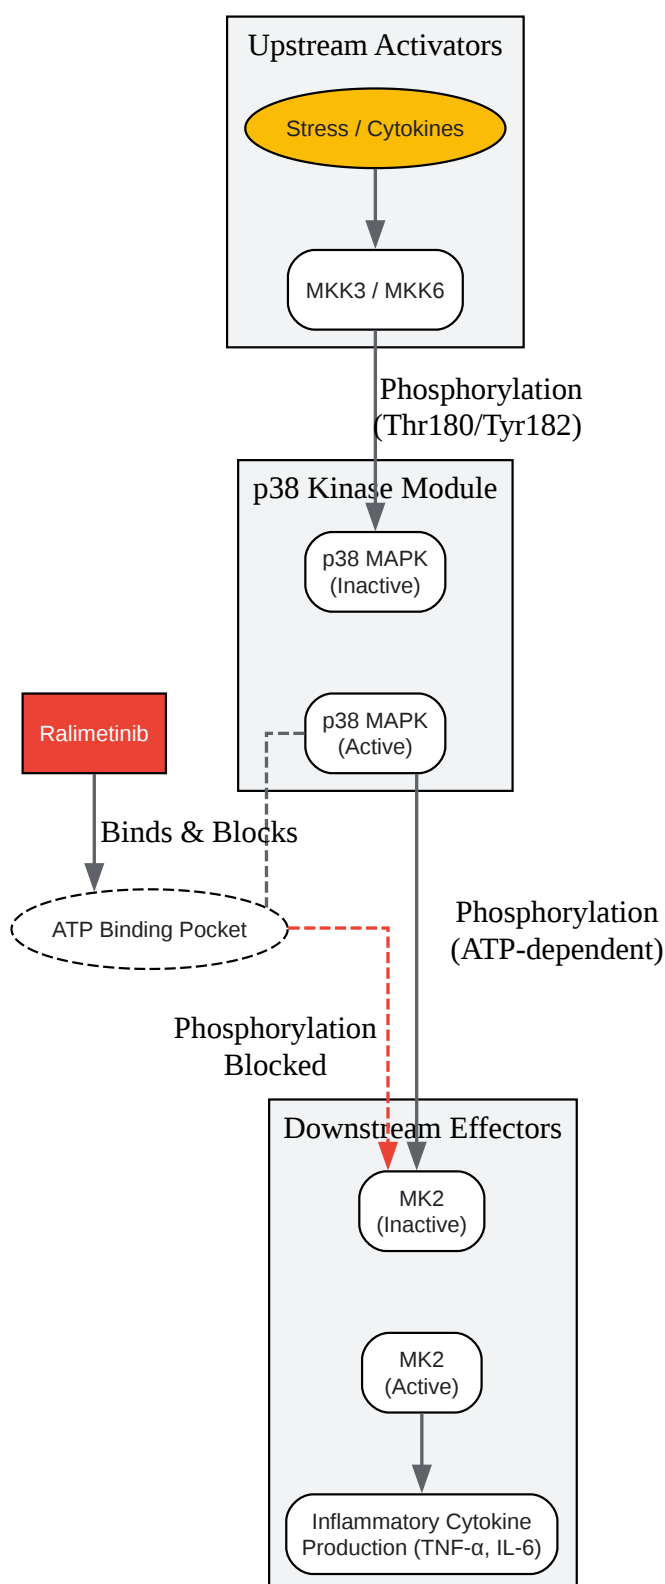 Upstream Activators
Stress / Cytokines
MKK3 / MKK6
Phosphorylation
(Thr180/Tyr182)
p38 Kinase Module
p38 MAPK
(Inactive)
Ralimetinib
p38 MAPK
(Active)
Binds & Blocks
ATP Binding Pocket
Phosphorylation
(ATP-dependent)
Phosphorylation
Blocked
Downstream Effectors
MK2
(Inactive)
MK2
(Active)
Inflammatory Cytokine
Production (TNF-α, IL-6)